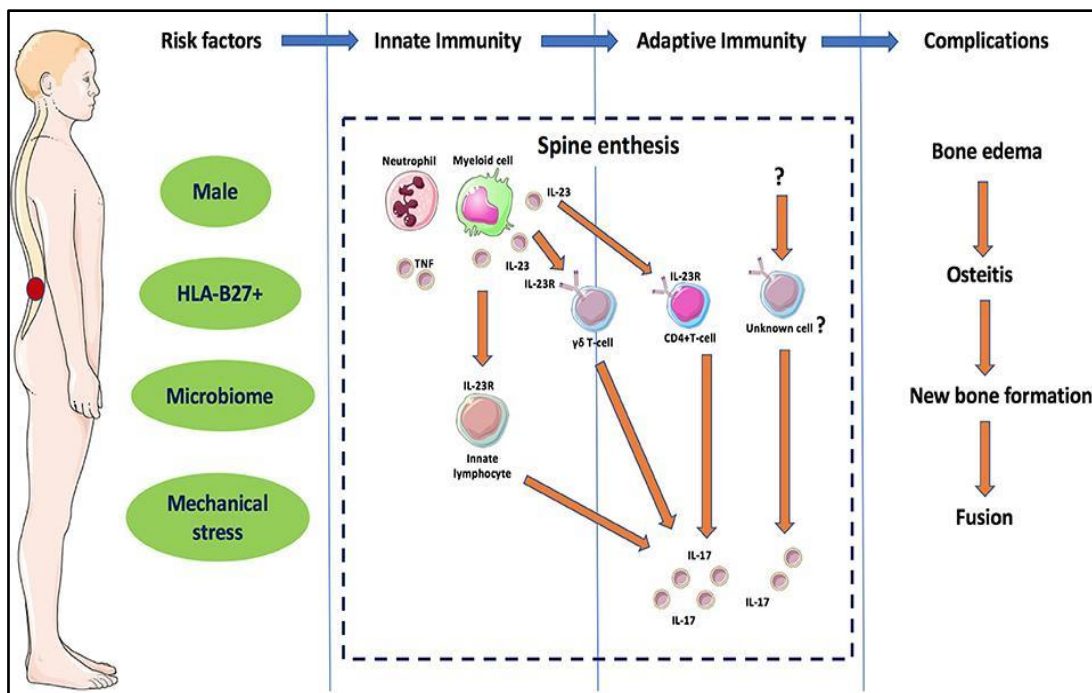 Risk factors
Innate Immunity
Adaptive Immunity
Complications
Male
HLA-B27+
Microbiome
Mechanical
stress
Spine enthesis
Neutrophil
Myeloid cell
IL-23
TNF
IL-23
IL-23R
γδ T-cell
IL-23R
CD4+T-cell
?
Unknown cell ?
IL-23R
Innate
lymphocyte
IL-17
IL-17
IL-17
Bone edema
Osteitis
New bone formation
Fusion